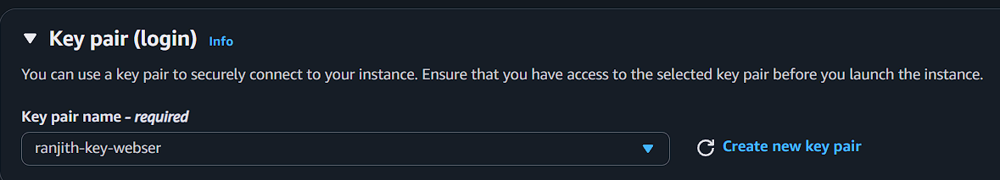 Key pair (login) Info
You can use a key pair to securely connect to your instance. Ensure that you have access to the selected key pair before you launch the instance.
Key pair name - required
ranjith-key-webser
Create new key pair